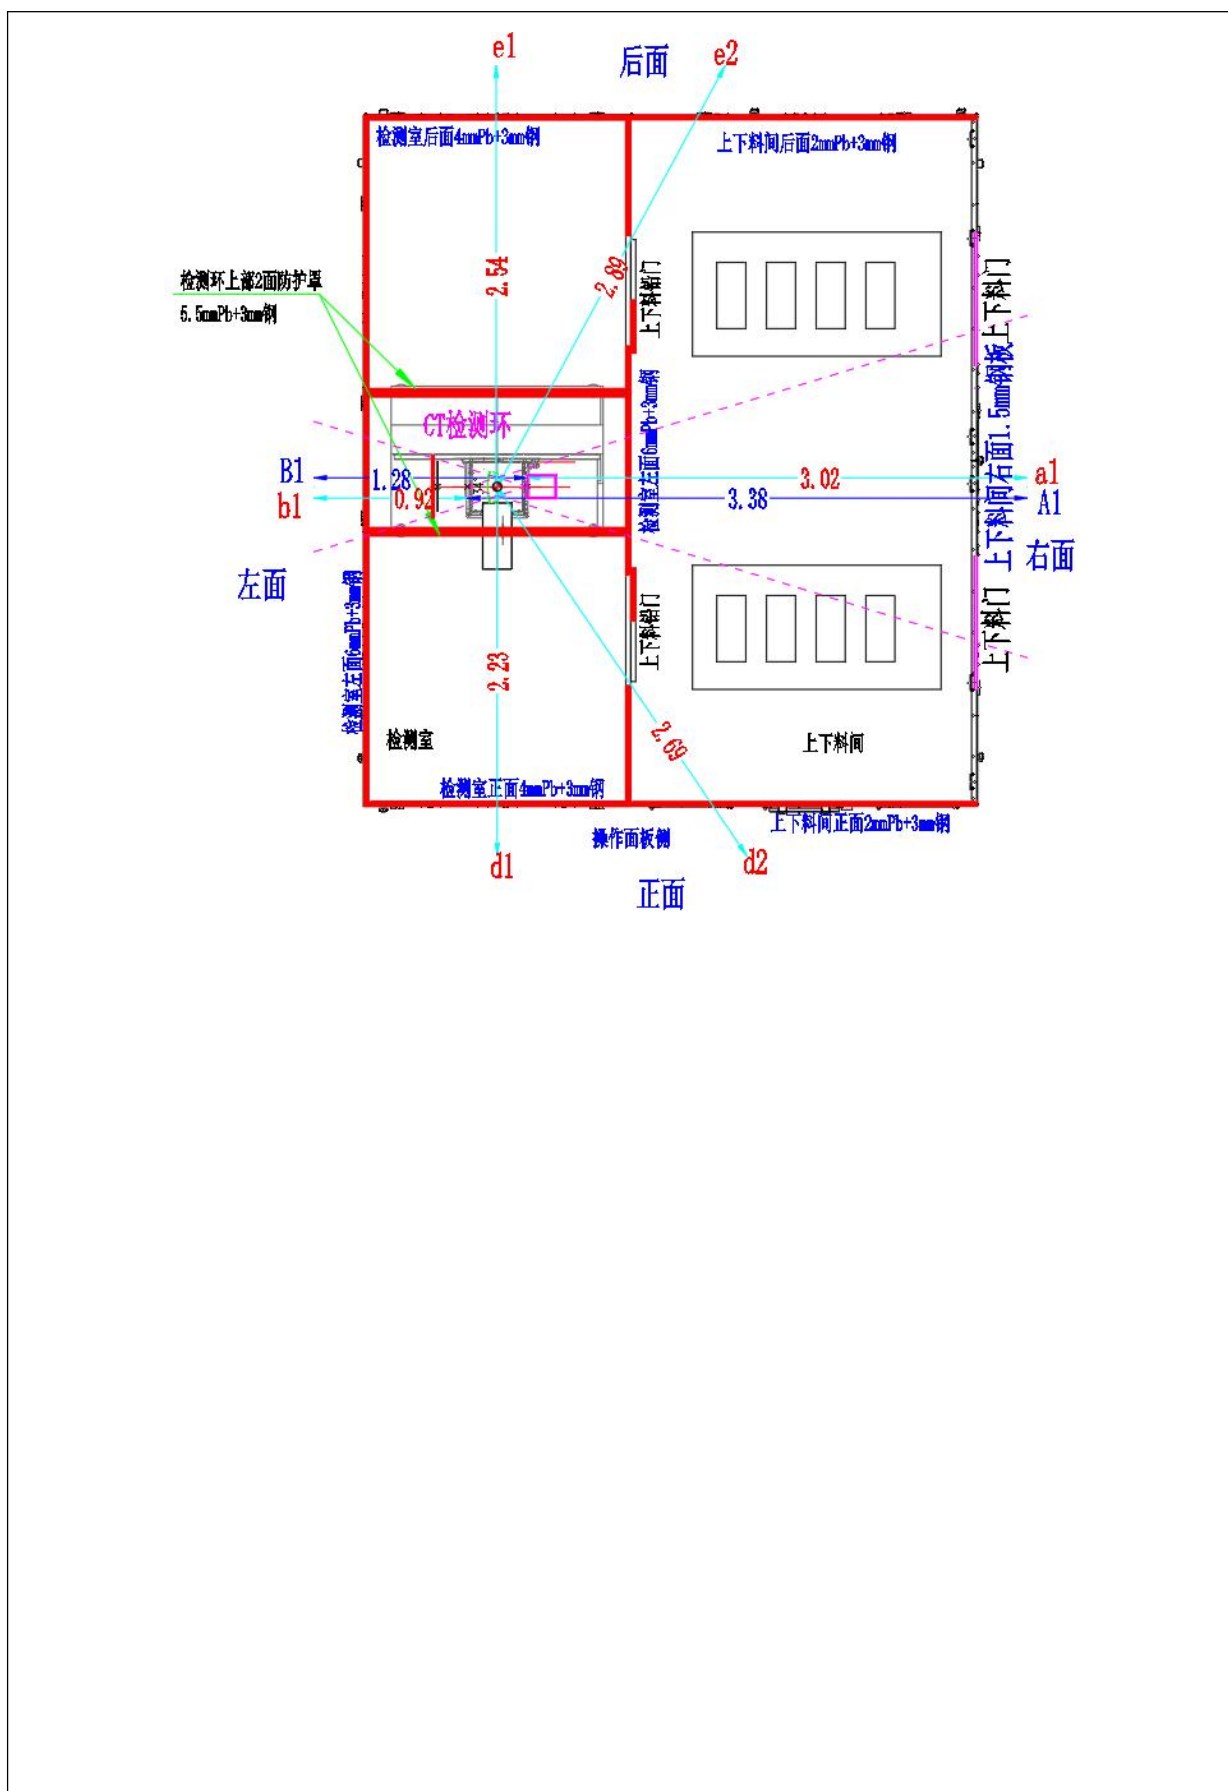 e1
后面
e2
检测室后面4mmPb+3mm钢
上下料间后面2mmPb+3mm钢
2.54
2.89
上下料铅门
上下料门
检测环上部2面防护罩
5.5mmPb+3mm钢
上下料间右面1.5mm钢板
检测室左面6mmPb+3mm钢
CT检测环
B1
1.28
3.02
a1
b1
0.92
3.38
A1
左面
右面
检测室左面6mmPb+3mm钢
上下料铅门
上下料门
2.23
2.69
检测室
上下料间
检测室正面4mmPb+3mm钢
上下料间正面2mmPb+3mm钢
操作面板侧
d1
d2
正面